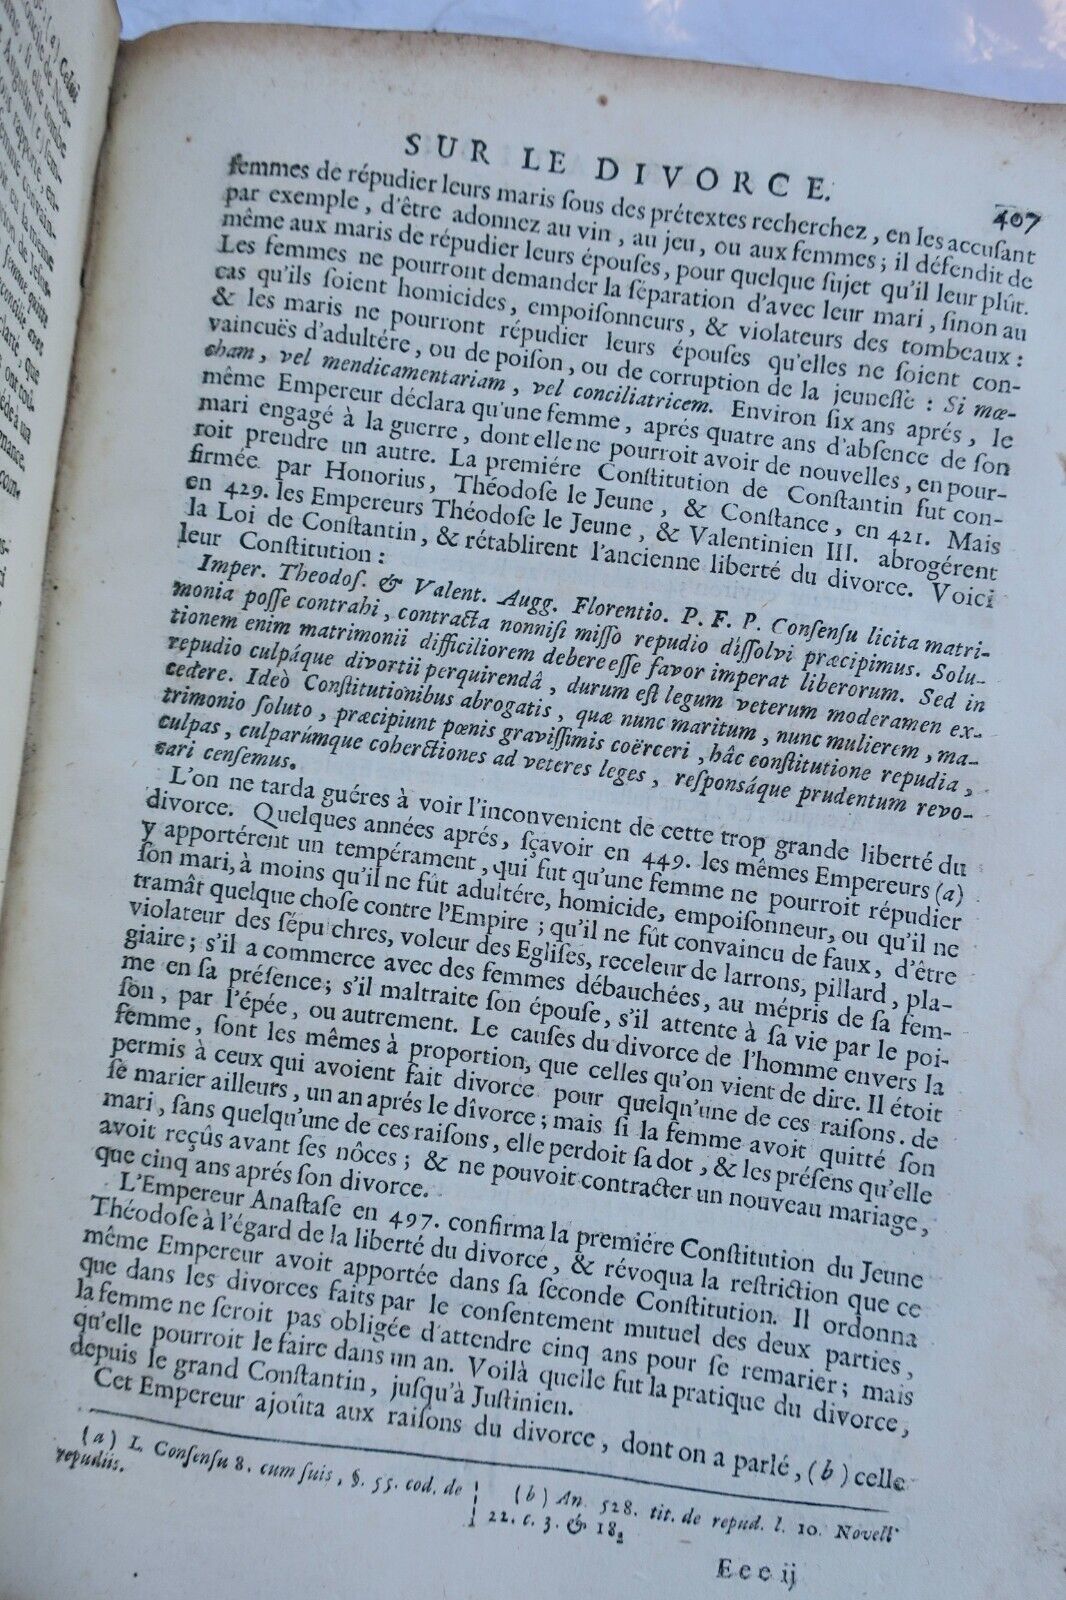 SUR LE DIVORCE. 407
femmes de répudier leurs maris ſous des prétextes recherchez, en les accuſant
par exemple, d'être adonnez au vin, au jeu, ou aux femmes; il défendit de
même aux maris de répudier leurs épouſes, pour quelque ſujet qu'il leur plût.
Les femmes ne pourront demander la ſéparation d'avec leur mari, ſinon au
cas qu'ils ſoient homicides, empoiſonneurs, & violateurs des tombeaux:
& les maris ne pourront répudier leurs épouſes qu'elles ne ſoient con-
vaincuës d'adultére, ou de poiſon, ou de corruption de la jeuneſſe: Si mœ-
cham, vel mendicamentariam, vel conciliatricem. Environ ſix ans aprés, le
même Empereur déclara qu'une femme, aprés quatre ans d'abſence de ſon
mari engagé à la guerre, dont elle ne pourroit avoir de nouvelles, en pour-
roit prendre un autre. La premiére Conſtitution de Conſtantin fut con-
firmée par Honorius, Théodoſe le Jeune, & Conſtance, en 421. Mais
en 429. les Empereurs Théodoſe le Jeune, & Valentinien III. abrogérent
la Loi de Conſtantin, & rétablirent l'ancienne liberté du divorce. Voici
leur Conſtitution:
Imper. Theodoſ. & Valent. Augg. Florentio. P. F. P. Conſenſu licita matri-
monia poſſe contrahi, contracta nonniſi miſſo repudio diſſolvi præcipimus. Solu-
tionem enim matrimonii difficiliorem debere eſſe favor imperat liberorum. Sed in
repudio culpáque divortii perquirendâ, durum eſt legum veterum moderamen ex-
cedere. Ideò Conſtitutionibus abrogatis, quæ nunc maritum, nunc mulierem, ma-
trimonio ſoluto, præcipiunt pœnis graviſſimis coërceri, hâc conſtitutione repudia,
culpas, culparúmque coherctiones ad veteres leges, reſponsáque prudentum revo-
cari cenſemus.
L'on ne tarda guéres à voir l'inconvenient de cette trop grande liberté du
divorce. Quelques années aprés, ſçavoir en 449. les mêmes Empereurs (a)
y apportérent un tempérament, qui fut qu'une femme ne pourroit répudier
ſon mari, à moins qu'il ne fût adultére, homicide, empoiſonneur, ou qu'il ne
tramât quelque choſe contre l'Empire; qu'il ne fût convaincu de faux, d'être
violateur des ſépulchres, voleur des Egliſes, receleur de larrons, pillard, pla-
giaire; s'il a commerce avec des femmes débauchées, au mépris de ſa fem-
me en ſa préſence; s'il maltraite ſon épouſe, s'il attente à ſa vie par le poi-
ſon, par l'épée, ou autrement. Le cauſes du divorce de l'homme envers la
femme, ſont les mêmes à proportion, que celles qu'on vient de dire. Il étoit
permis à ceux qui avoient fait divorce pour quelqn'une de ces raiſons. de
ſe marier ailleurs, un an aprés le dîvorce; mais ſi la femme avoit quitté ſon
mari, ſans quelqu'une de ces raiſons, elle perdoit ſa dot, & les préſens qu'elle
avoit reçûs avant ſes nôces; & ne pouvoit contracter un nouveau mariage,
que cinq ans aprés ſon divorce.
L'Empereur Anaſtaſe en 497. confirma la premiére Conſtitution du Jeune
Théodoſe à l'égard de la liberté du divorce, & révoqua la reſtriction que ce
même Empereur avoit apportée dans ſa ſeconde Conſtitution. Il ordonna
que dans les divorces faits par le conſentement mutuel des deux parties,
la femme ne ſeroit pas obligée d'attendre cinq ans pour ſe remarier; mais
qu'elle pourroit le faire dans un an. Voilà quelle fut la pratique du divorce,
depuis le grand Conſtantin, juſqu'à Juſtinien.
Cet Empereur ajoûta aux raiſons du divorce, dont on a parlé, (b) celle
(a) L. Conſenſu 8. cum ſuis, §. 55. cod. de
repudiis.
(b) An. 528. tit. de repud. l. 10. Novell
22. c. 3. & 18.
Eee ij